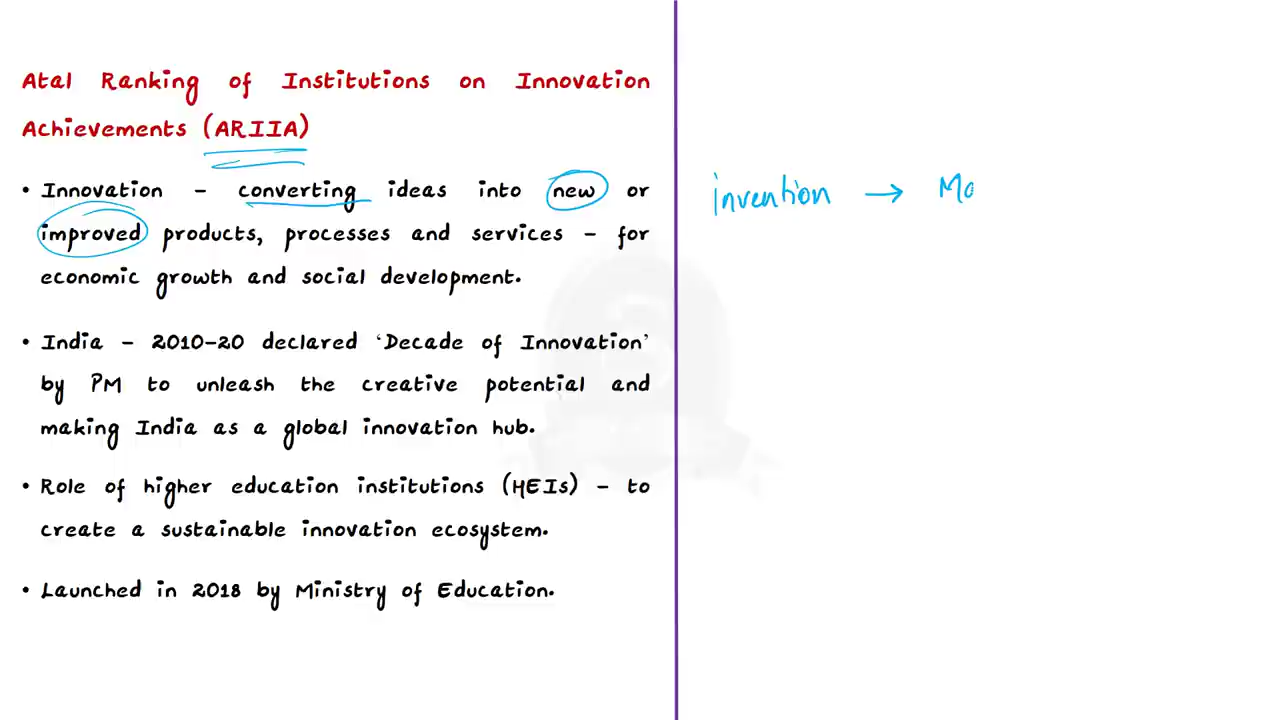 Atal Ranking of Institutions on Innovation
Achievements (ARIIA)
• Innovation - converting ideas into new or
improved products, processes and services - for
economic growth and social development.
• India - 2010-20 declared ‘Decade of Innovation’
by PM to unleash the creative potential and
making India as a global innovation hub.
• Role of higher education institutions (HEIs) - to
create a sustainable innovation ecosystem.
• Launched in 2018 by Ministry of Education.
invention → Mo